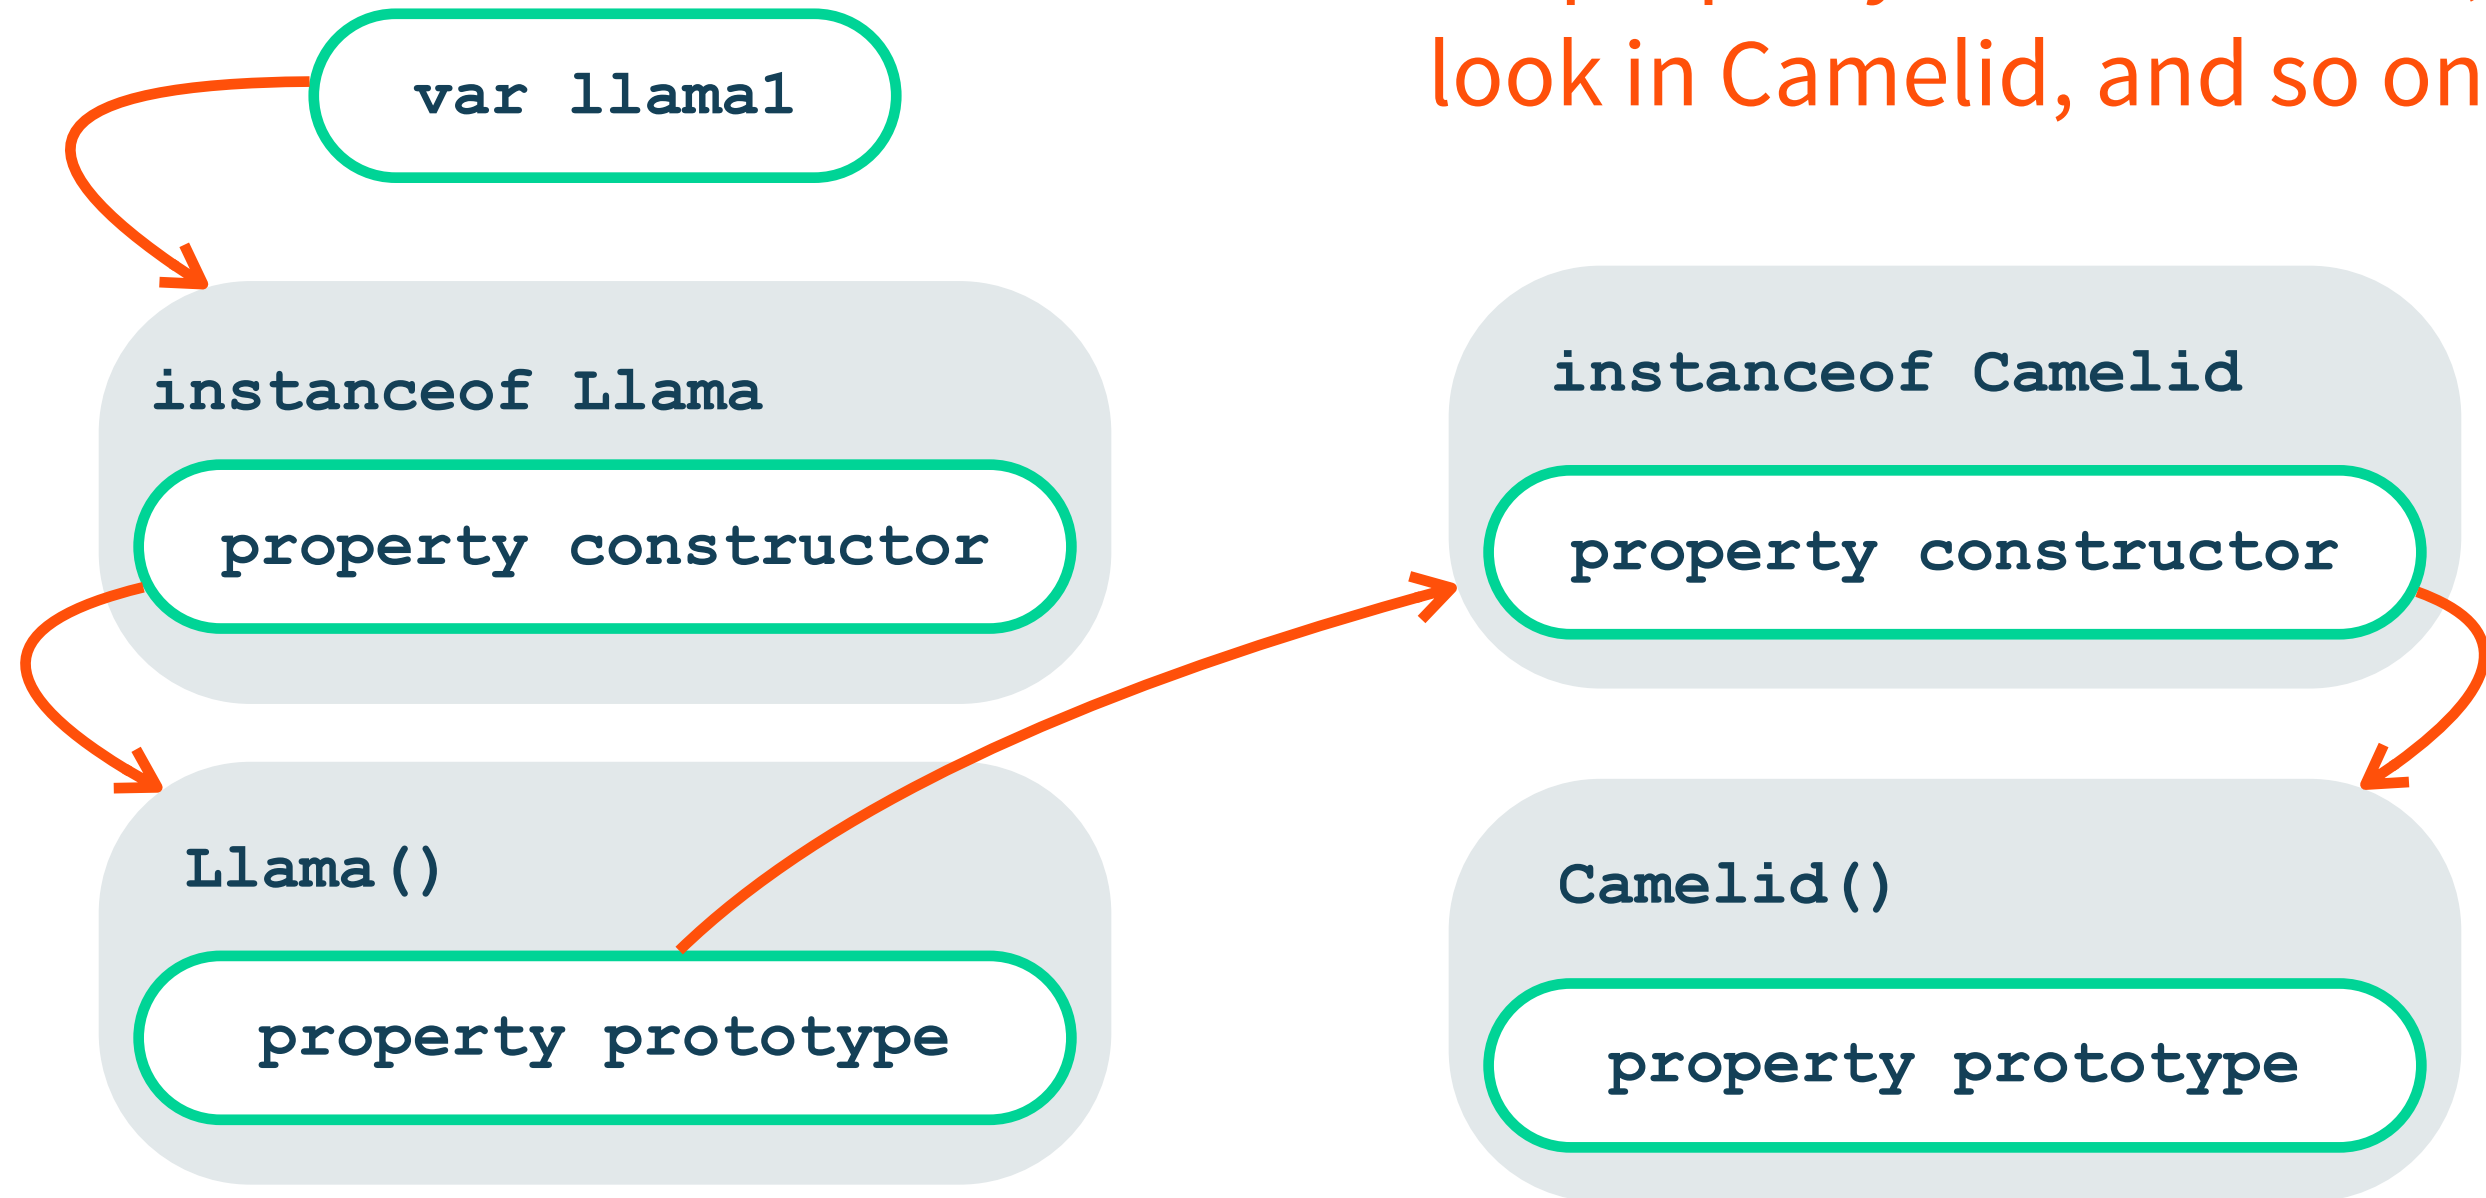 look in Camelid, and so on
var llama1
instanceof Llama
property constructor
Llama()
property prototype
instanceof Camelid
property constructor
Camelid()
property prototype